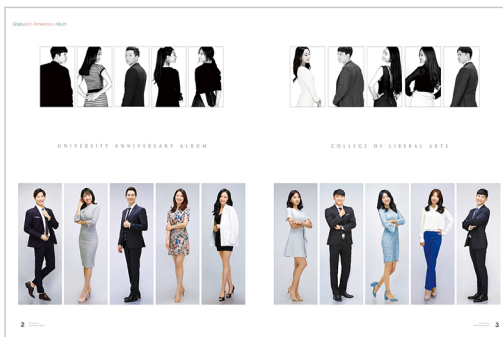 Graduation Anniversary Album
UNIVERSITY ANNIVERSARY ALBUM
COLLEGE OF LIBERAL ARTS
2
3